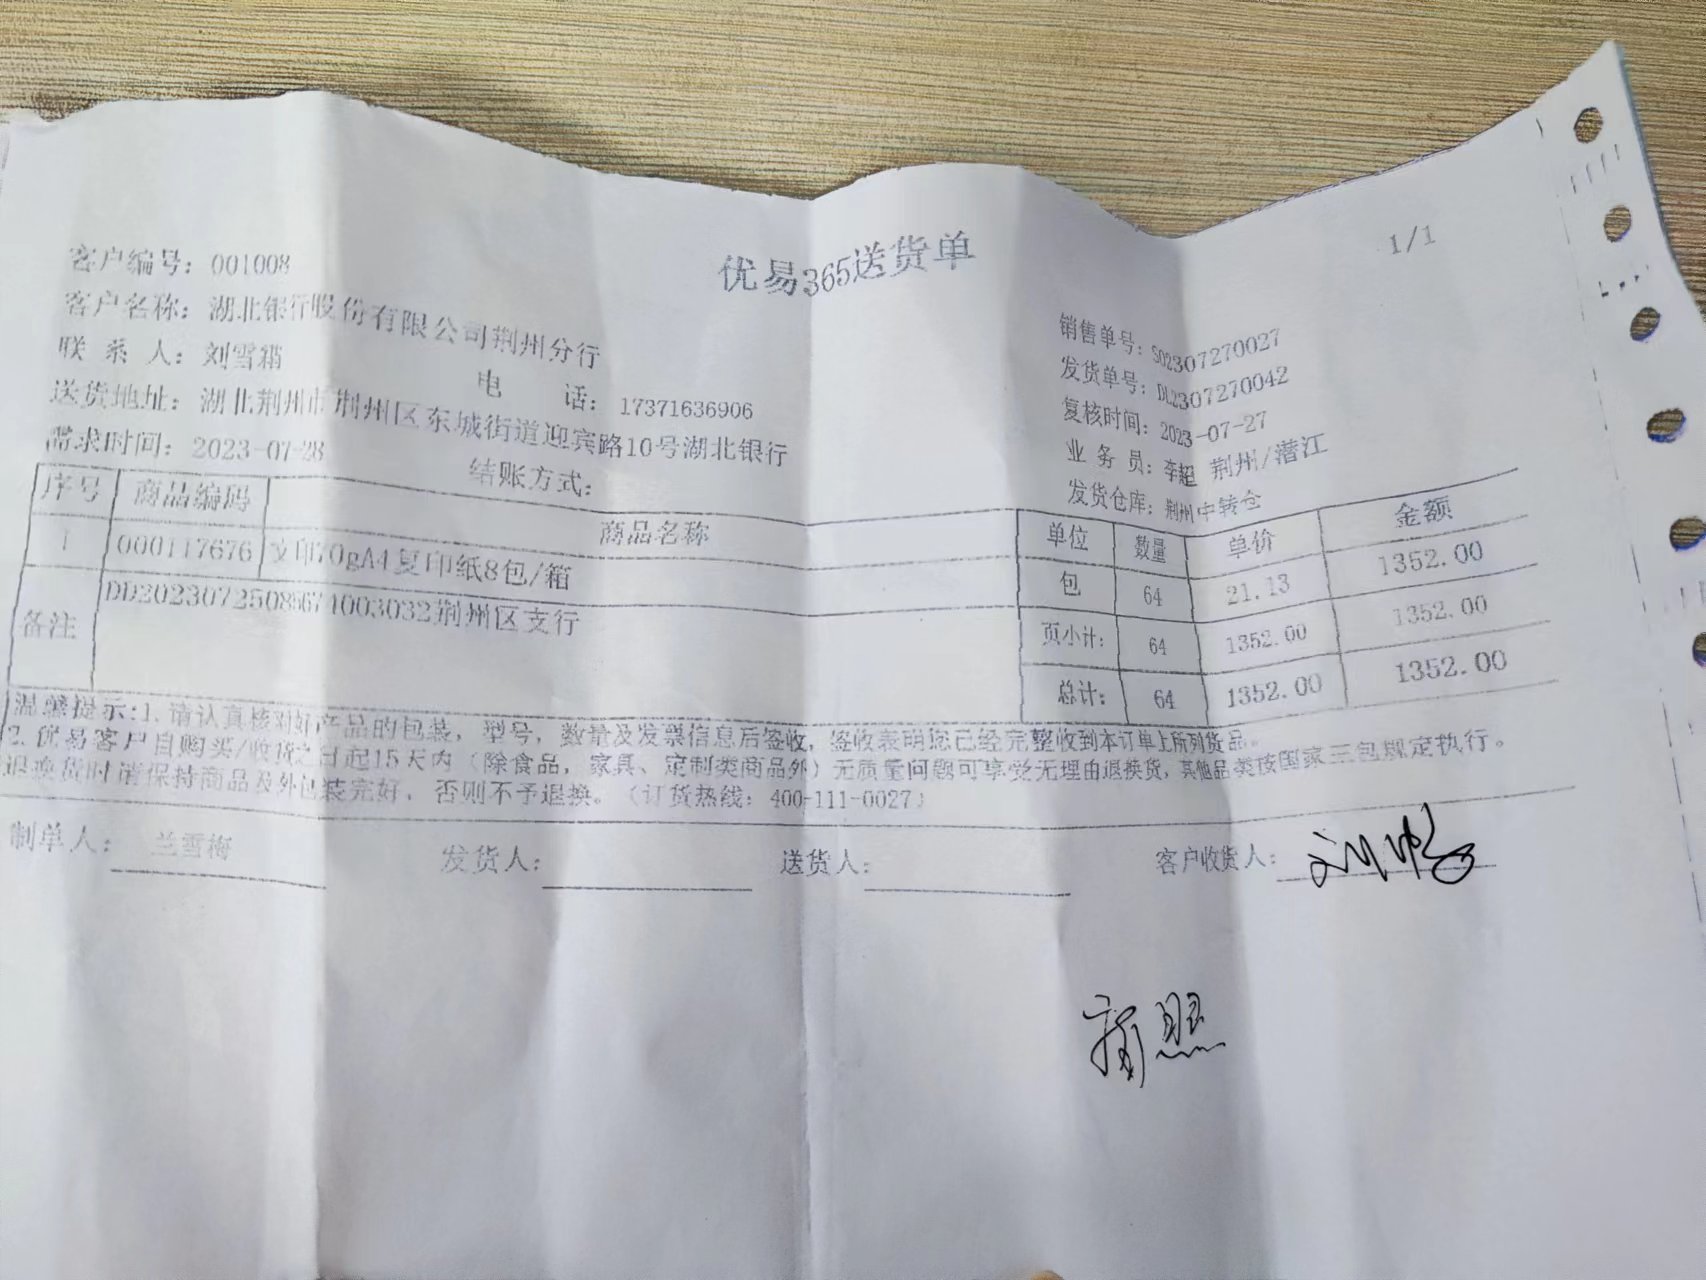 优易365送货单
1/1
客户编号：001008
客户名称：湖北银行股份有限公司荆州分行
销售单号：SO2307270027
联系人：刘雪霜
电话：17371636906
发货单号：DL2307270042
送货地址：湖北荆州市荆州区东城街道迎宾路10号湖北银行
复核时间：2023-07-27
需求时间：2023-07-28
结账方式：
业务员：李超 荆州/潜江
发货仓库：荆州中转仓
序号 商品编码 商品名称 单位 数量 单价 金额
1 000117676 文印70gA4复印纸8包/箱 包 64 21.13 1352.00
备注 荆州区支行
页小计： 64 1352.00 1352.00
总计： 64 1352.00 1352.00
温馨提示:1.请认真核对好产品的包装，型号，数量及发票信息后签收，签收表明您已经完整收到本订单上所列货品。
2.优易客户自购买/收货之日起15天内（除食品，家具、定制类商品外）无质量问题可享受无理由退换货，其他品类按国家三包规定执行。
退换货时请保持商品及外包装完好，否则不予退换。（订货热线：400-111-0027）
制单人： 兰雪梅 发货人： 送货人： 客户收货人：